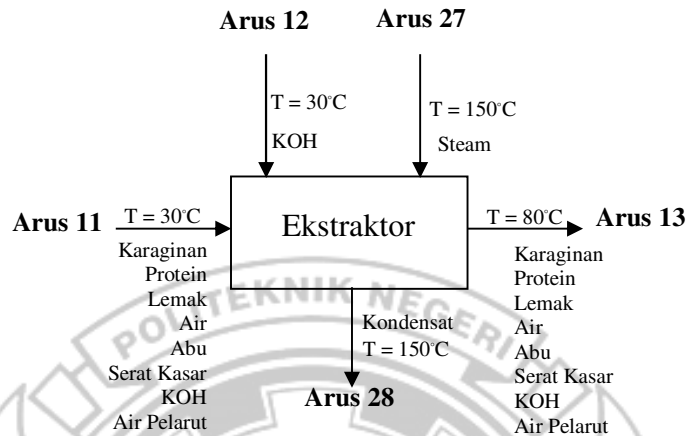 Arus 12
Arus 27
T = 30°C
KOH
T = 150°C
Steam
Arus 11
T = 30°C
Ekstraktor
T = 80°C
Arus 13
Karaginan
Protein
Lemak
Air
Abu
Serat Kasar
KOH
Air Pelarut
Kondensat
T = 150°C
Arus 28
Karaginan
Protein
Lemak
Air
Abu
Serat Kasar
KOH
Air Pelarut
POLITEKNIK NEGERI